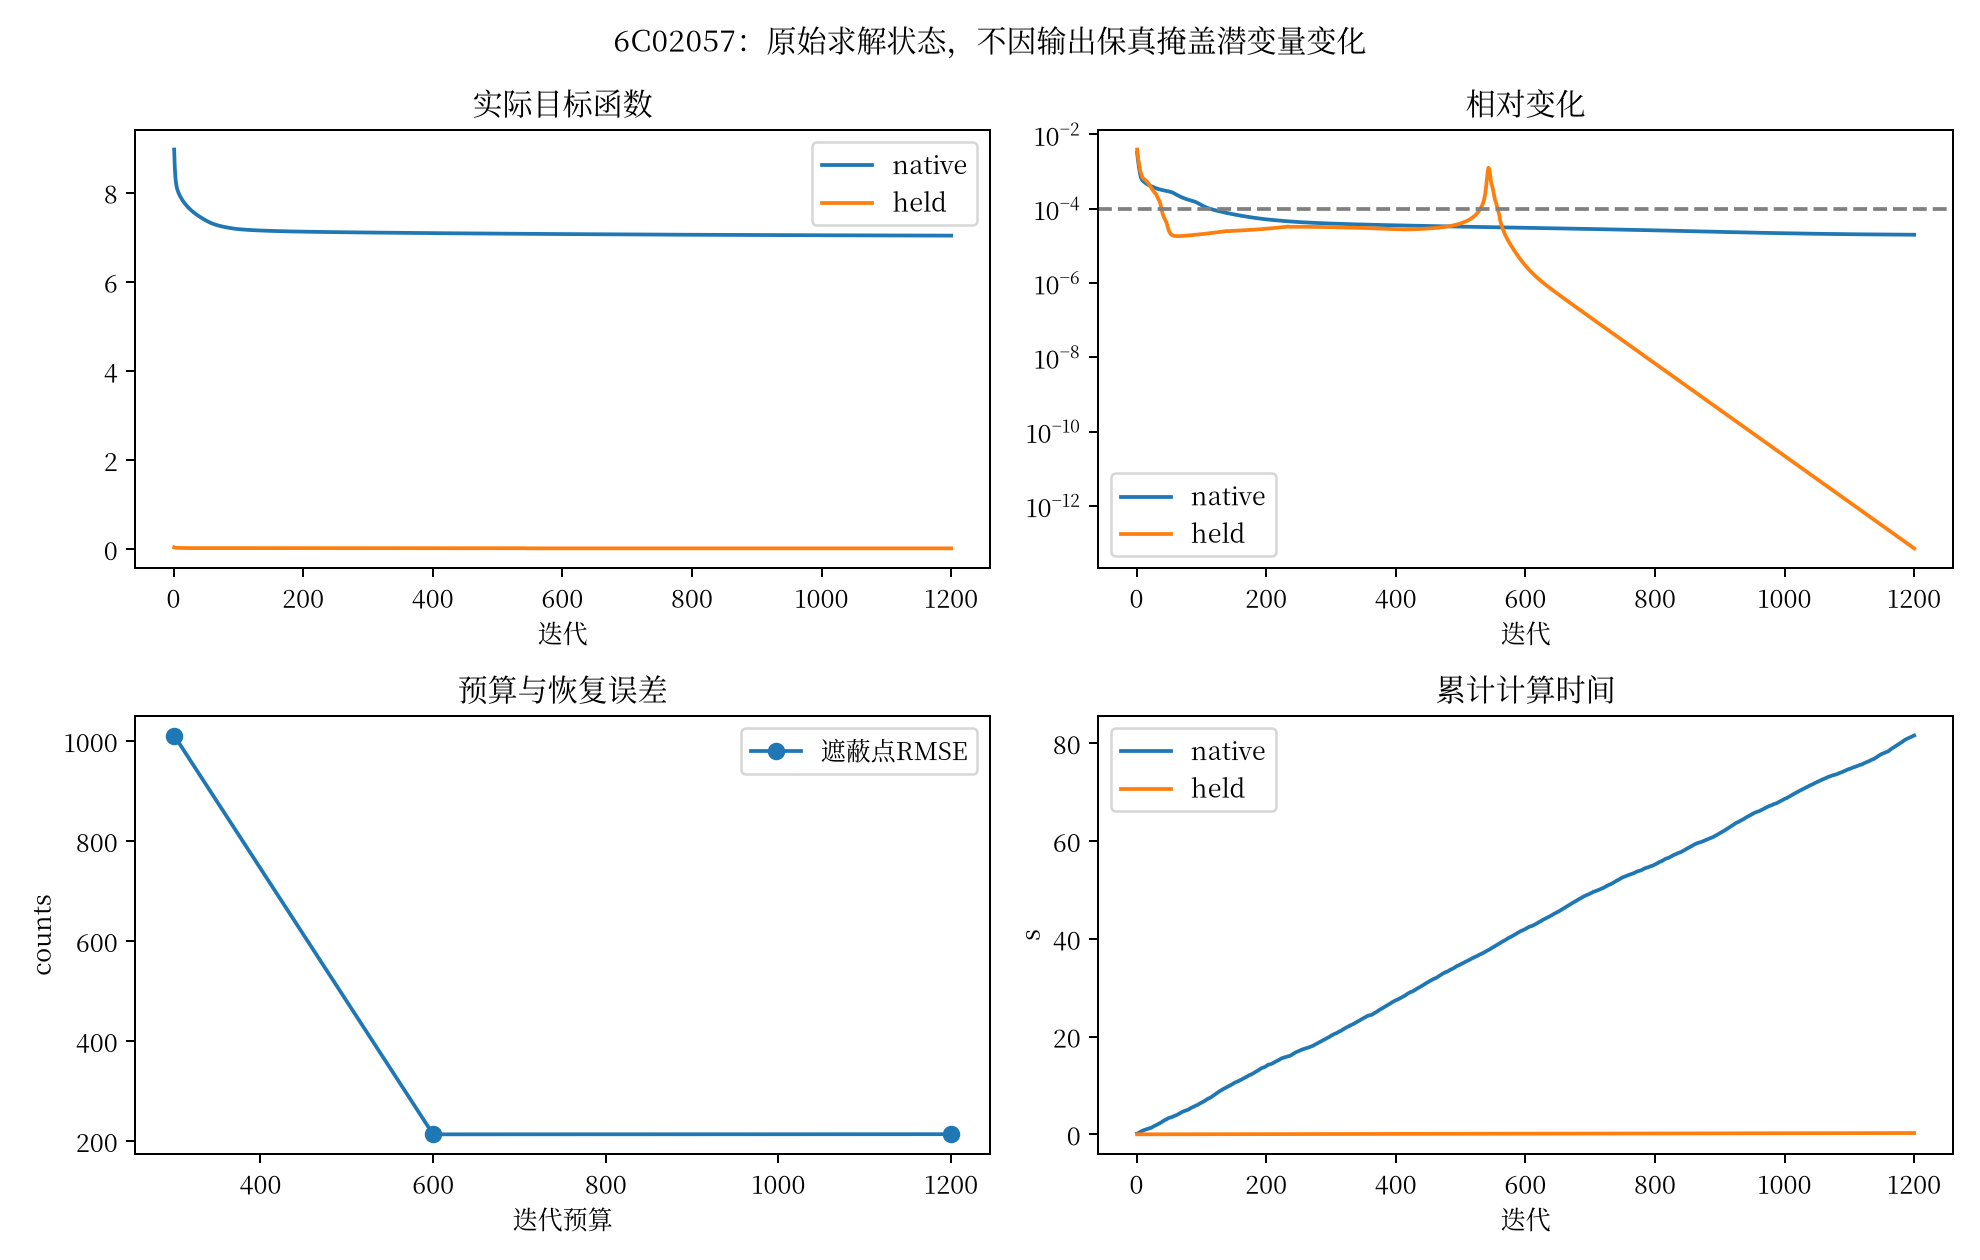 6C02057：原始求解状态，不因输出保真掩盖潜变量变化
实际目标函数
native
held
8
6
4
2
0
0 200 400 600 800 1000 1200
迭代
相对变化
10⁻²
10⁻⁴
10⁻⁶
10⁻⁸
10⁻¹⁰
10⁻¹²
native
held
0 200 400 600 800 1000 1200
迭代
预算与恢复误差
遮蔽点RMSE
counts
1000
800
600
400
200
400 600 800 1000 1200
迭代预算
累计计算时间
native
held
s
80
60
40
20
0
0 200 400 600 800 1000 1200
迭代